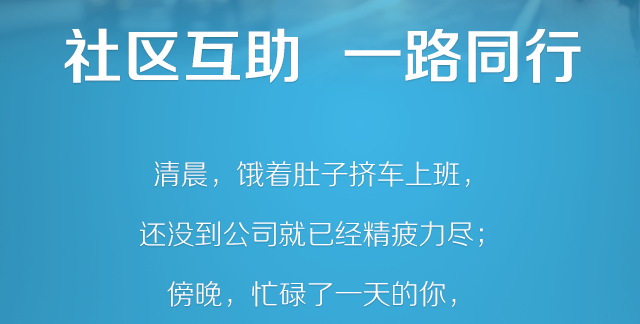 社区互助 一路同行
清晨，饿着肚子挤车上班，
还没到公司就已经精疲力尽；
傍晚，忙碌了一天的你，